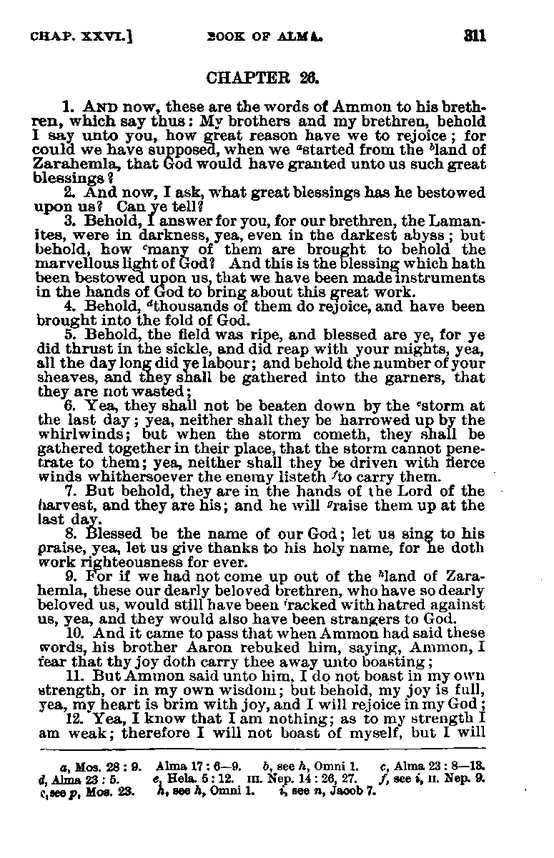 CHAP. XXVI.] BOOK OF ALMA. 311
CHAPTER 26.
1. AND now, these are the words of Ammon to his breth-
ren, which say thus: My brothers and my brethren, behold
I say unto you, how great reason have we to rejoice; for
could we have supposed, when we ᵃstarted from the ᵇland of
Zarahemla, that God would have granted unto us such great
blessings?
2. And now, I ask, what great blessings has he bestowed
upon us? Can ye tell?
3. Behold, I answer for you, for our brethren, the Laman-
ites, were in darkness, yea, even in the darkest abyss; but
behold, how ᶜmany of them are brought to behold the
marvellous light of God? And this is the blessing which hath
been bestowed upon us, that we have been made instruments
in the hands of God to bring about this great work.
4. Behold, ᵈthousands of them do rejoice, and have been
brought into the fold of God.
5. Behold, the field was ripe, and blessed are ye, for ye
did thrust in the sickle, and did reap with your mights, yea,
all the day long did ye labour; and behold the number of your
sheaves, and they shall be gathered into the garners, that
they are not wasted;
6. Yea, they shall not be beaten down by the ᵉstorm at
the last day; yea, neither shall they be harrowed up by the
whirlwinds; but when the storm cometh, they shall be
gathered together in their place, that the storm cannot pene-
trate to them; yea, neither shall they be driven with fierce
winds whithersoever the enemy listeth ᶠto carry them.
7. But behold, they are in the hands of the Lord of the
harvest, and they are his; and he will ᵍraise them up at the
last day.
8. Blessed be the name of our God; let us sing to his
praise, yea, let us give thanks to his holy name, for he doth
work righteousness for ever.
9. For if we had not come up out of the ʰland of Zara-
hemla, these our dearly beloved brethren, who have so dearly
beloved us, would still have been ⁱracked with hatred against
us, yea, and they would also have been strangers to God.
10. And it came to pass that when Ammon had said these
words, his brother Aaron rebuked him, saying, Ammon, I
fear that thy joy doth carry thee away unto boasting;
11. But Ammon said unto him, I do not boast in my own
strength, or in my own wisdom; but behold, my joy is full,
yea, my heart is brim with joy, and I will rejoice in my God;
12. Yea, I know that I am nothing; as to my strength I
am weak; therefore I will not boast of myself, but I will
a, Mos. 28:9. Alma 17:6—9. b, see h, Omni 1. c, Alma 23:8—13.
d, Alma 23:5. e, Hela. 5:12. III. Nep. 14:26, 27. f, see i, II. Nep. 9.
g, see p, Mos. 23. h, see h, Omni 1. i, see n, Jacob 7.